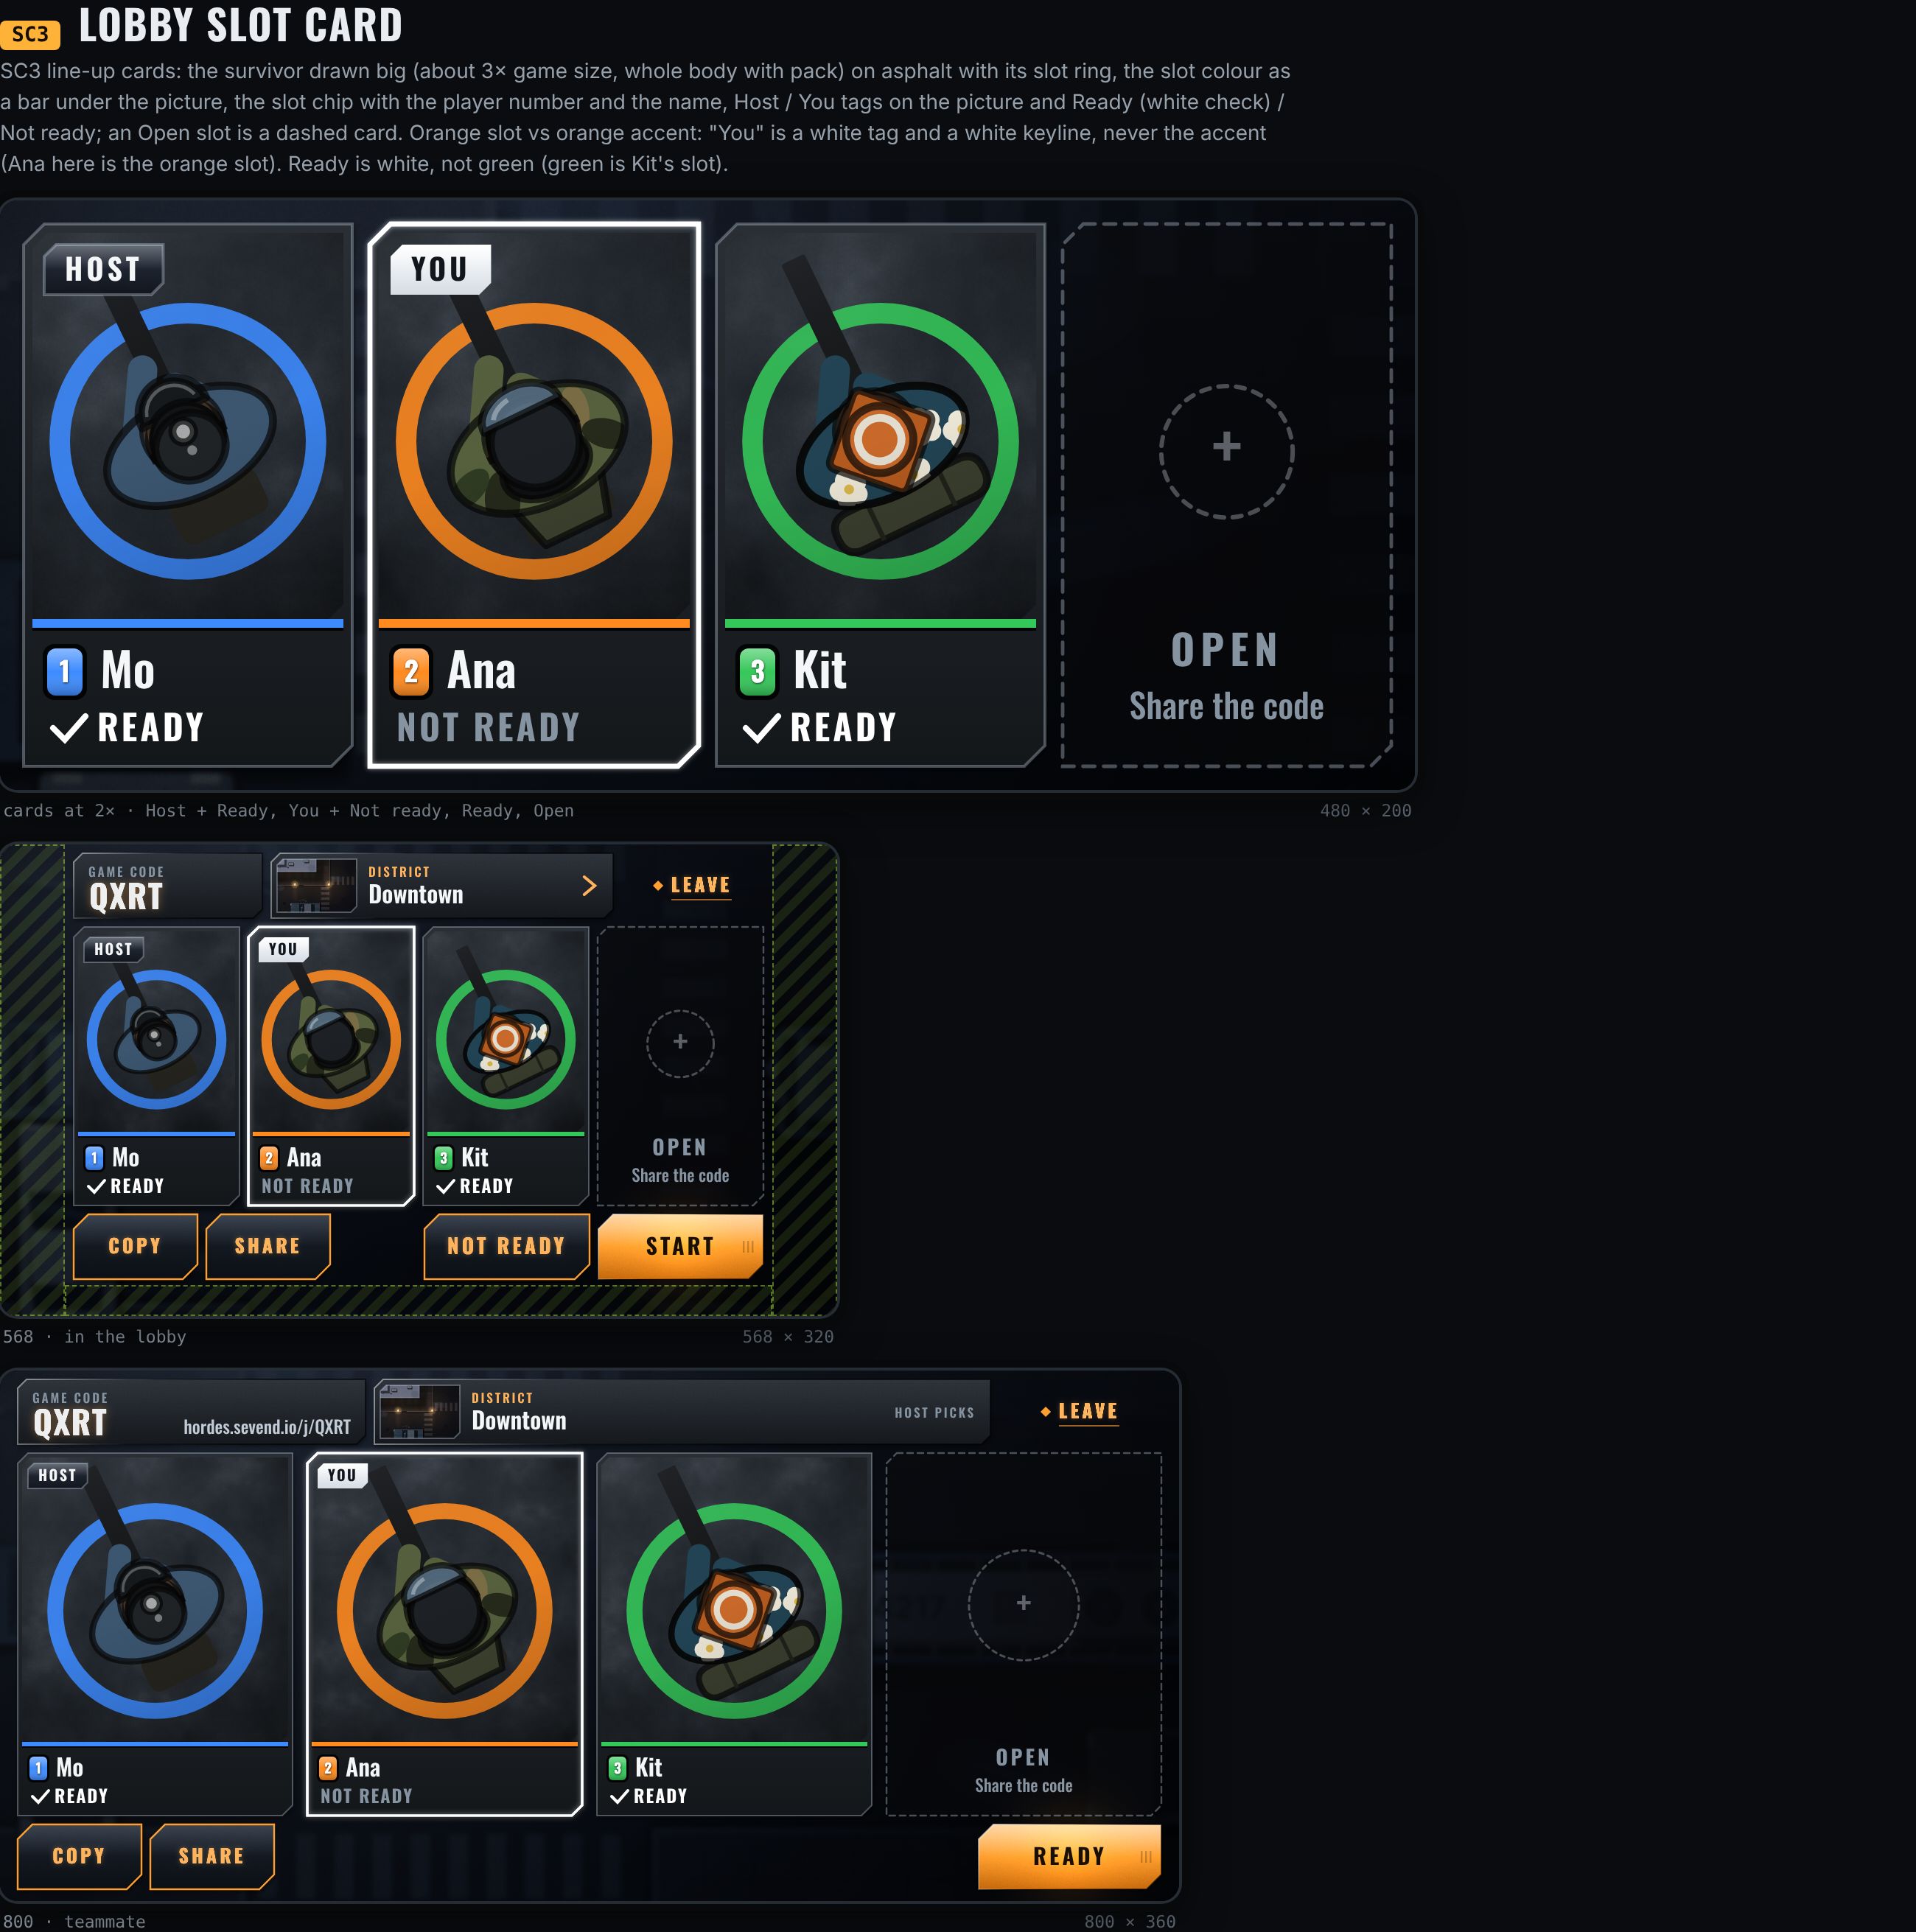 SC3 LOBBY SLOT CARD
SC3 line-up cards: the survivor drawn big (about 3× game size, whole body with pack) on asphalt with its slot ring, the slot colour as
a bar under the picture, the slot chip with the player number and the name, Host / You tags on the picture and Ready (white check) /
Not ready; an Open slot is a dashed card. Orange slot vs orange accent: "You" is a white tag and a white keyline, never the accent
(Ana here is the orange slot). Ready is white, not green (green is Kit's slot).
HOST
YOU
+
1 Mo
2 Ana
3 Kit
OPEN
READY
NOT READY
READY
Share the code
cards at 2× · Host + Ready, You + Not ready, Ready, Open
480 × 200
GAME CODE
QXRT
DISTRICT
Downtown
LEAVE
HOST
YOU
+
1 Mo
2 Ana
3 Kit
OPEN
READY
NOT READY
READY
Share the code
COPY
SHARE
NOT READY
START
568 · in the lobby
568 × 320
GAME CODE
QXRT
hordes.sevend.io/j/QXRT
DISTRICT
Downtown
HOST PICKS
LEAVE
HOST
YOU
+
1 Mo
2 Ana
3 Kit
OPEN
READY
NOT READY
READY
Share the code
COPY
SHARE
READY
800 · teammate
800 × 360